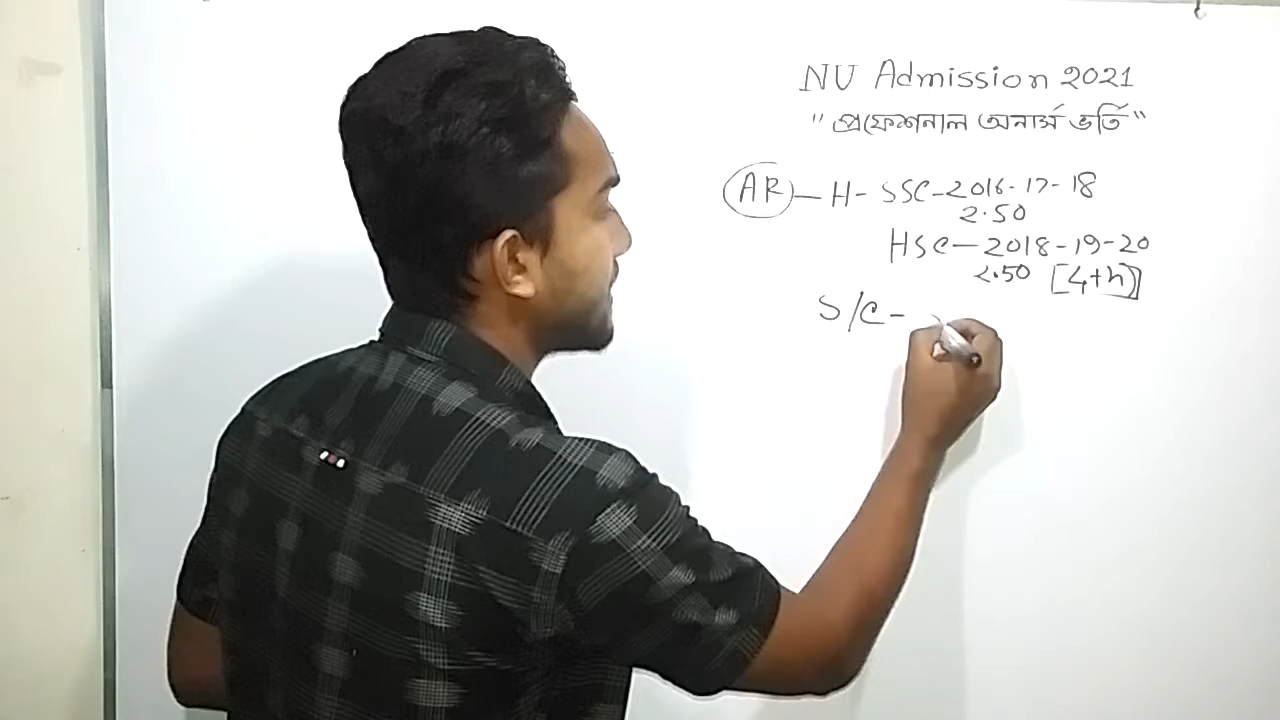 NU Admission 2021
"প্রফেশনাল অনার্স ভর্তি"
AR — H - SSC - 2016 - 17 - 18
2.50
HSC — 2018 - 19 - 20
2.50 [4th]
S/C -